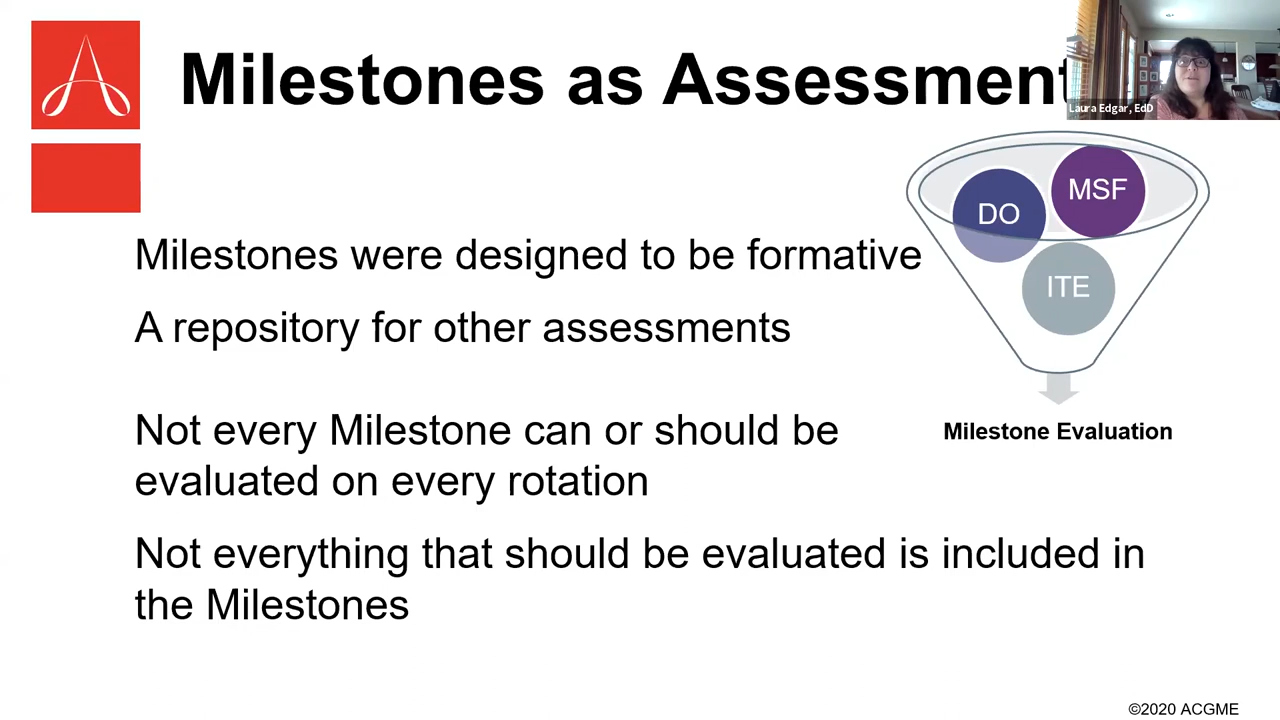 Milestones as Assessment
Laura Edgar, EdD
DO
MSF
ITE
Milestone Evaluation
Milestones were designed to be formative
A repository for other assessments
Not every Milestone can or should be
evaluated on every rotation
Not everything that should be evaluated is included in
the Milestones
©2020 ACGME